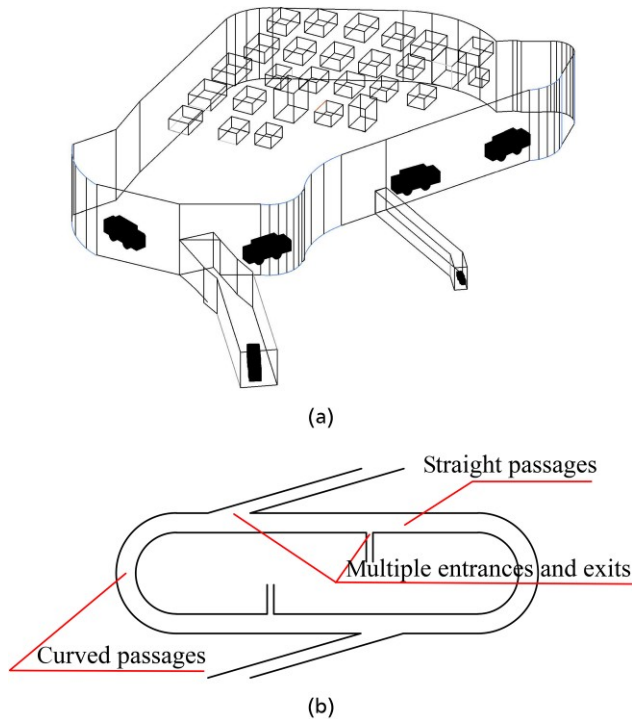 (a)
Straight passages
Multiple entrances and exits
Curved passages
(b)